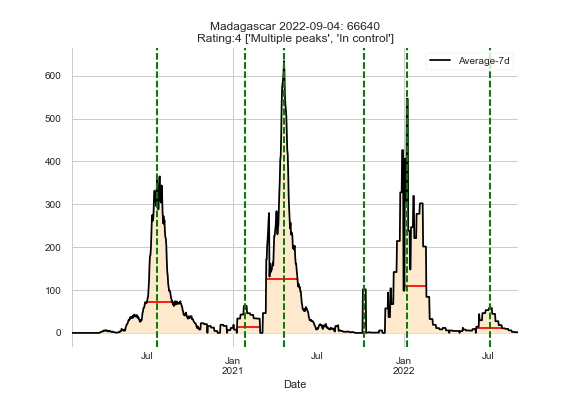 Madagascar 2022-09-04: 66640
Rating:4 ['Multiple peaks', 'In control']
Average-7d
600
500
400
300
200
100
0
Jul
Jan
2021
Jul
Jan
2022
Jul
Date